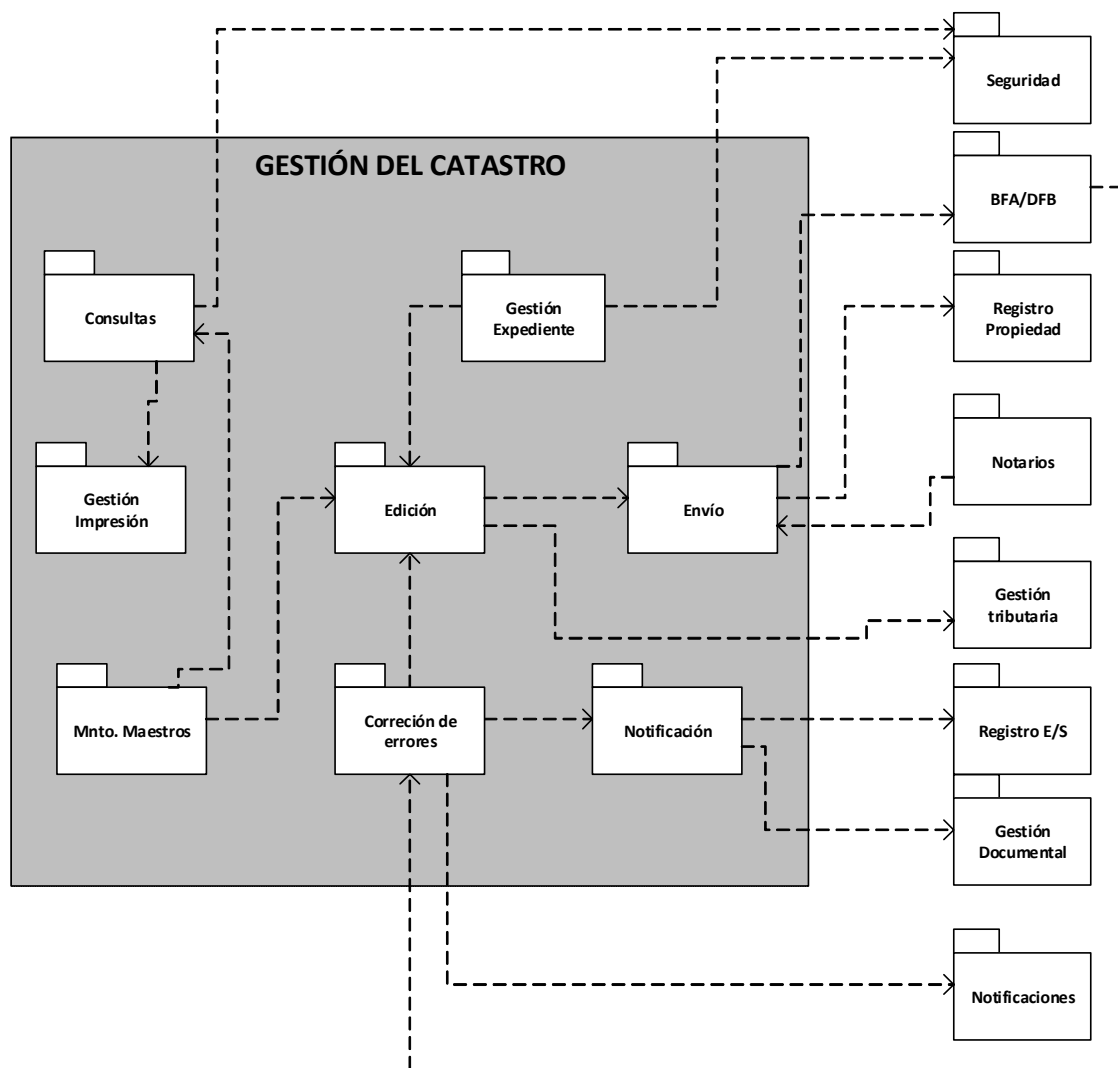 Seguridad
GESTIÓN DEL CATASTRO
BFA/DFB
Consultas
Gestión
Expediente
Registro
Propiedad
Gestión
Impresión
Edición
Envío
Notarios
Gestión
tributaria
Mnto. Maestros
Correción de
errores
Notificación
Registro E/S
Gestión
Documental
Notificaciones